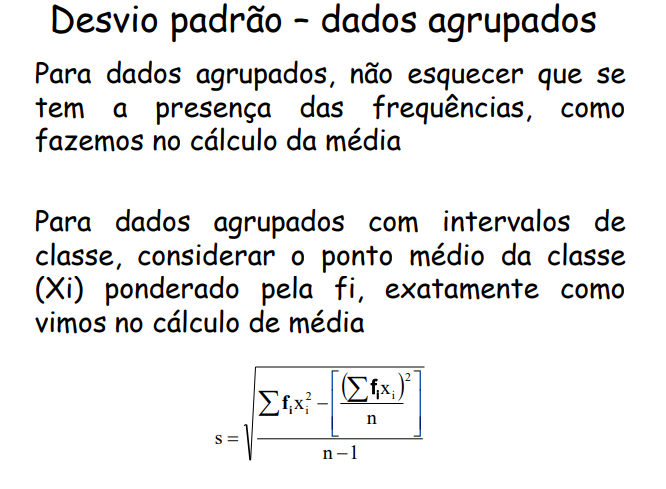 Desvio padrão – dados agrupados
Para dados agrupados, não esquecer que se
tem a presença das frequências, como
fazemos no cálculo da média
Para dados agrupados com intervalos de
classe, considerar o ponto médio da classe
(Xi) ponderado pela fi, exatamente como
vimos no cálculo de média
s = √((∑fᵢxᵢ² − [(∑fᵢxᵢ)² / n]) / (n − 1))